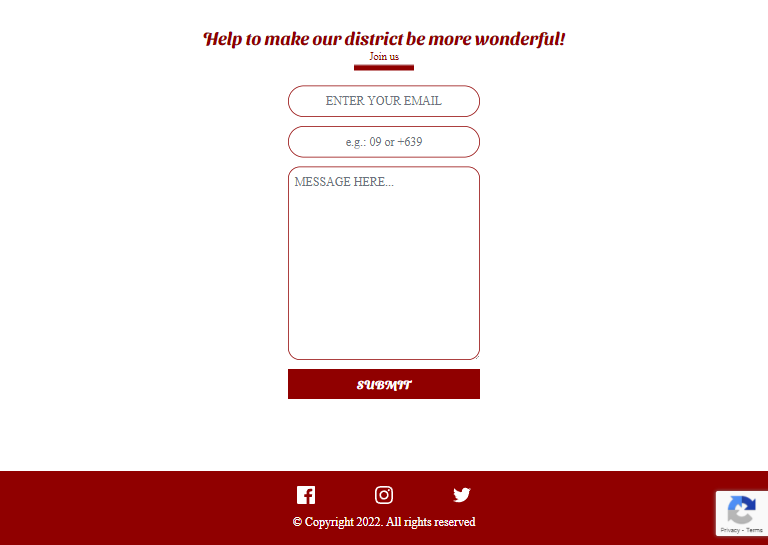 Help to make our district be more wonderful!
Join us
ENTER YOUR EMAIL
e.g.: 09 or +639
MESSAGE HERE...
SUBMIT
© Copyright 2022. All rights reserved
Privacy - Terms